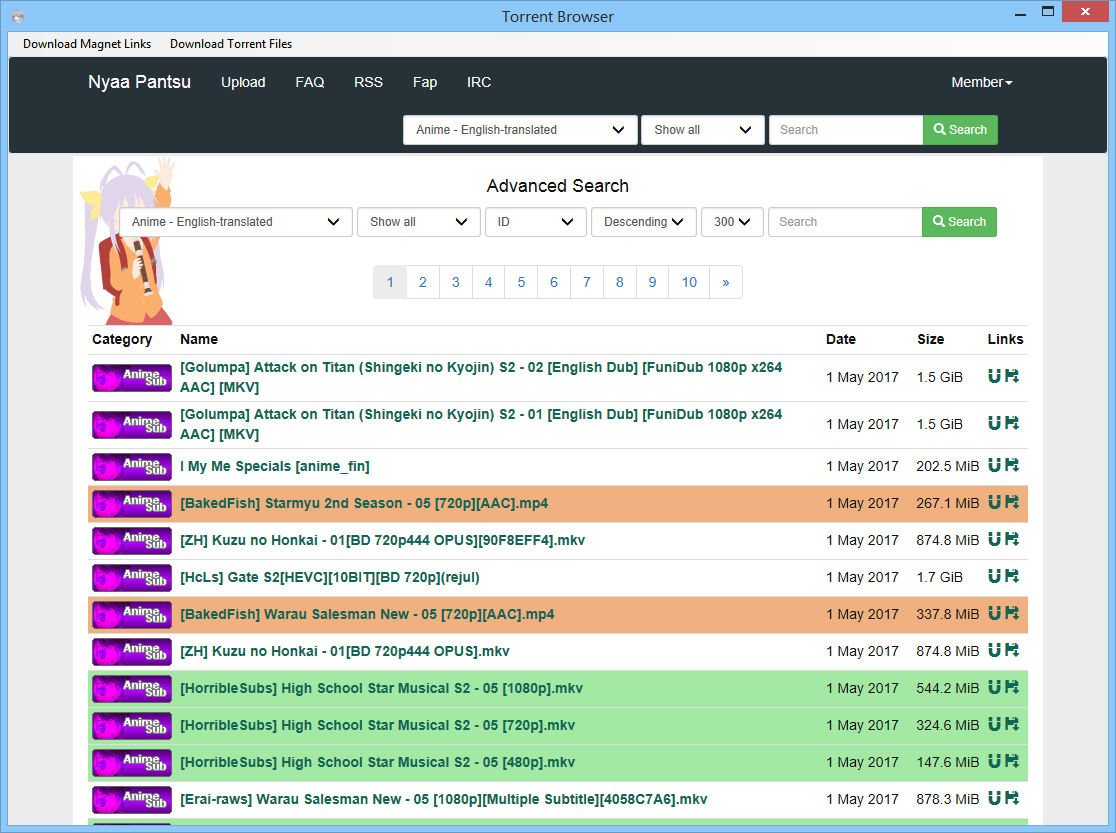 Torrent Browser
Download Magnet Links Download Torrent Files
Nyaa Pantsu Upload FAQ RSS Fap IRC Member
Anime - English-translated Show all Search Search
Advanced Search
Anime - English-translated Show all ID Descending 300 Search Search
1 2 3 4 5 6 7 8 9 10 »
Category Name Date Size Links
Anime Sub [Golumpa] Attack on Titan (Shingeki no Kyojin) S2 - 02 [English Dub] [FuniDub 1080p x264
AAC] [MKV] 1 May 2017 1.5 GiB
Anime Sub [Golumpa] Attack on Titan (Shingeki no Kyojin) S2 - 01 [English Dub] [FuniDub 1080p x264
AAC] [MKV] 1 May 2017 1.5 GiB
Anime Sub I My Me Specials [anime_fin] 1 May 2017 202.5 MiB
Anime Sub [BakedFish] Starmyu 2nd Season - 05 [720p][AAC].mp4 1 May 2017 267.1 MiB
Anime Sub [ZH] Kuzu no Honkai - 01[BD 720p444 OPUS][90F8EFF4].mkv 1 May 2017 874.8 MiB
Anime Sub [HcLs] Gate S2[HEVC][10BIT][BD 720p](rejul) 1 May 2017 1.7 GiB
Anime Sub [BakedFish] Warau Salesman New - 05 [720p][AAC].mp4 1 May 2017 337.8 MiB
Anime Sub [ZH] Kuzu no Honkai - 01[BD 720p444 OPUS].mkv 1 May 2017 874.8 MiB
Anime Sub [HorribleSubs] High School Star Musical S2 - 05 [1080p].mkv 1 May 2017 544.2 MiB
Anime Sub [HorribleSubs] High School Star Musical S2 - 05 [720p].mkv 1 May 2017 324.6 MiB
Anime Sub [HorribleSubs] High School Star Musical S2 - 05 [480p].mkv 1 May 2017 147.6 MiB
Anime Sub [Erai-raws] Warau Salesman New - 05 [1080p][Multiple Subtitle][4058C7A6].mkv 1 May 2017 878.3 MiB